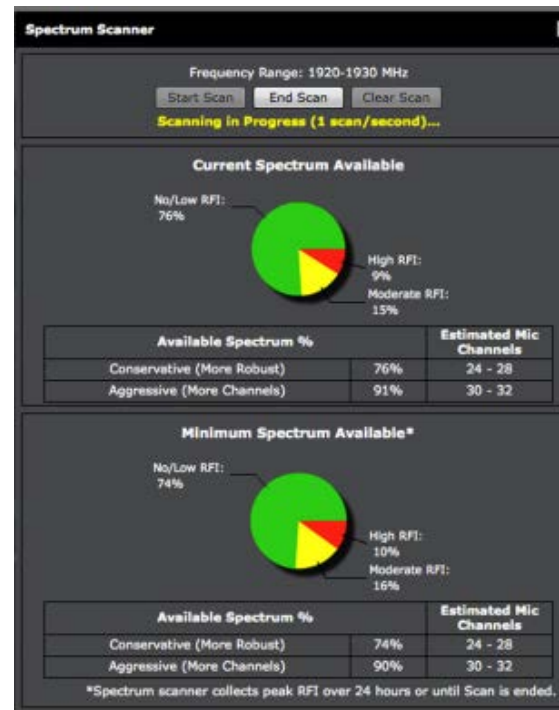 Spectrum Scanner
Frequency Range: 1920-1930 MHz
Start Scan End Scan Clear Scan
Scanning in Progress (1 scan/second)...
Current Spectrum Available
No/Low RFI:
76%
High RFI:
9%
Moderate RFI:
15%
Available Spectrum % Estimated Mic Channels
Conservative (More Robust) 76% 24 - 28
Aggressive (More Channels) 91% 30 - 32
Minimum Spectrum Available*
No/Low RFI:
74%
High RFI:
10%
Moderate RFI:
16%
Available Spectrum % Estimated Mic Channels
Conservative (More Robust) 74% 24 - 28
Aggressive (More Channels) 90% 30 - 32
*Spectrum scanner collects peak RFI over 24 hours or until Scan is ended.